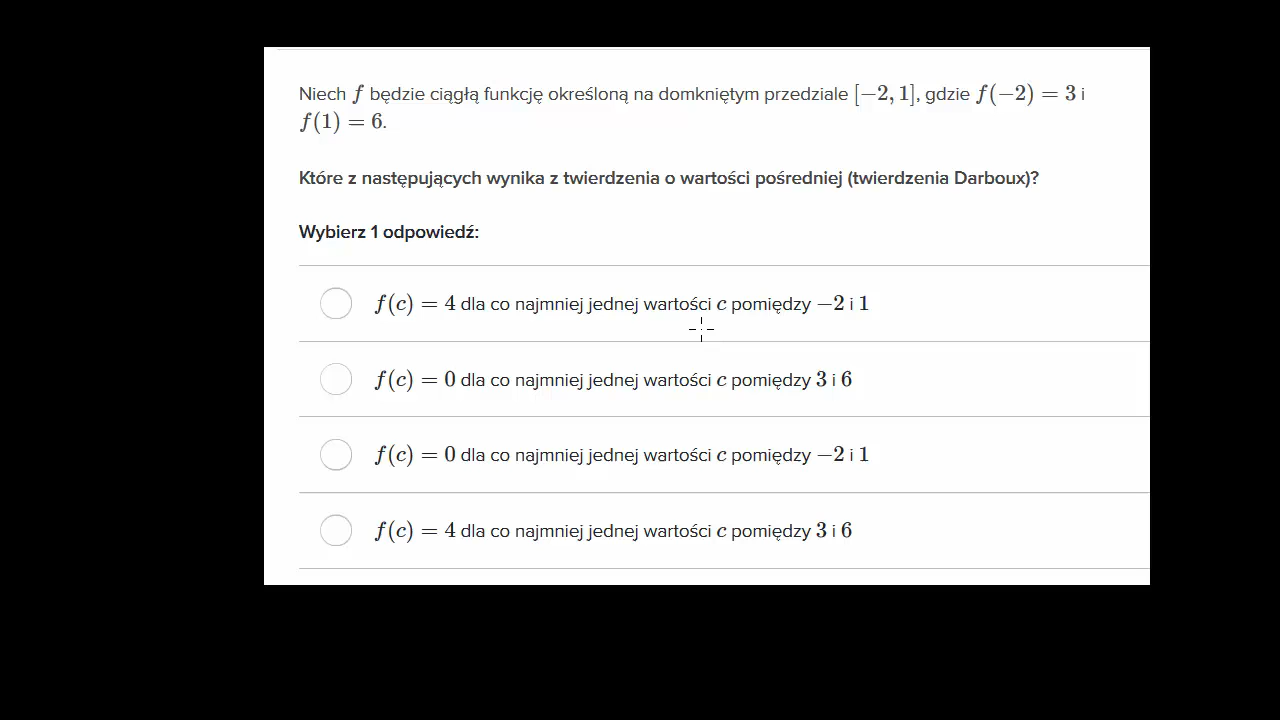 Niech f będzie ciągłą funkcję określoną na domkniętym przedziale [−2, 1], gdzie f(−2) = 3 i
f(1) = 6.
Które z następujących wynika z twierdzenia o wartości pośredniej (twierdzenia Darboux)?
Wybierz 1 odpowiedź:
f(c) = 4 dla co najmniej jednej wartości c pomiędzy −2 i 1
f(c) = 0 dla co najmniej jednej wartości c pomiędzy 3 i 6
f(c) = 0 dla co najmniej jednej wartości c pomiędzy −2 i 1
f(c) = 4 dla co najmniej jednej wartości c pomiędzy 3 i 6